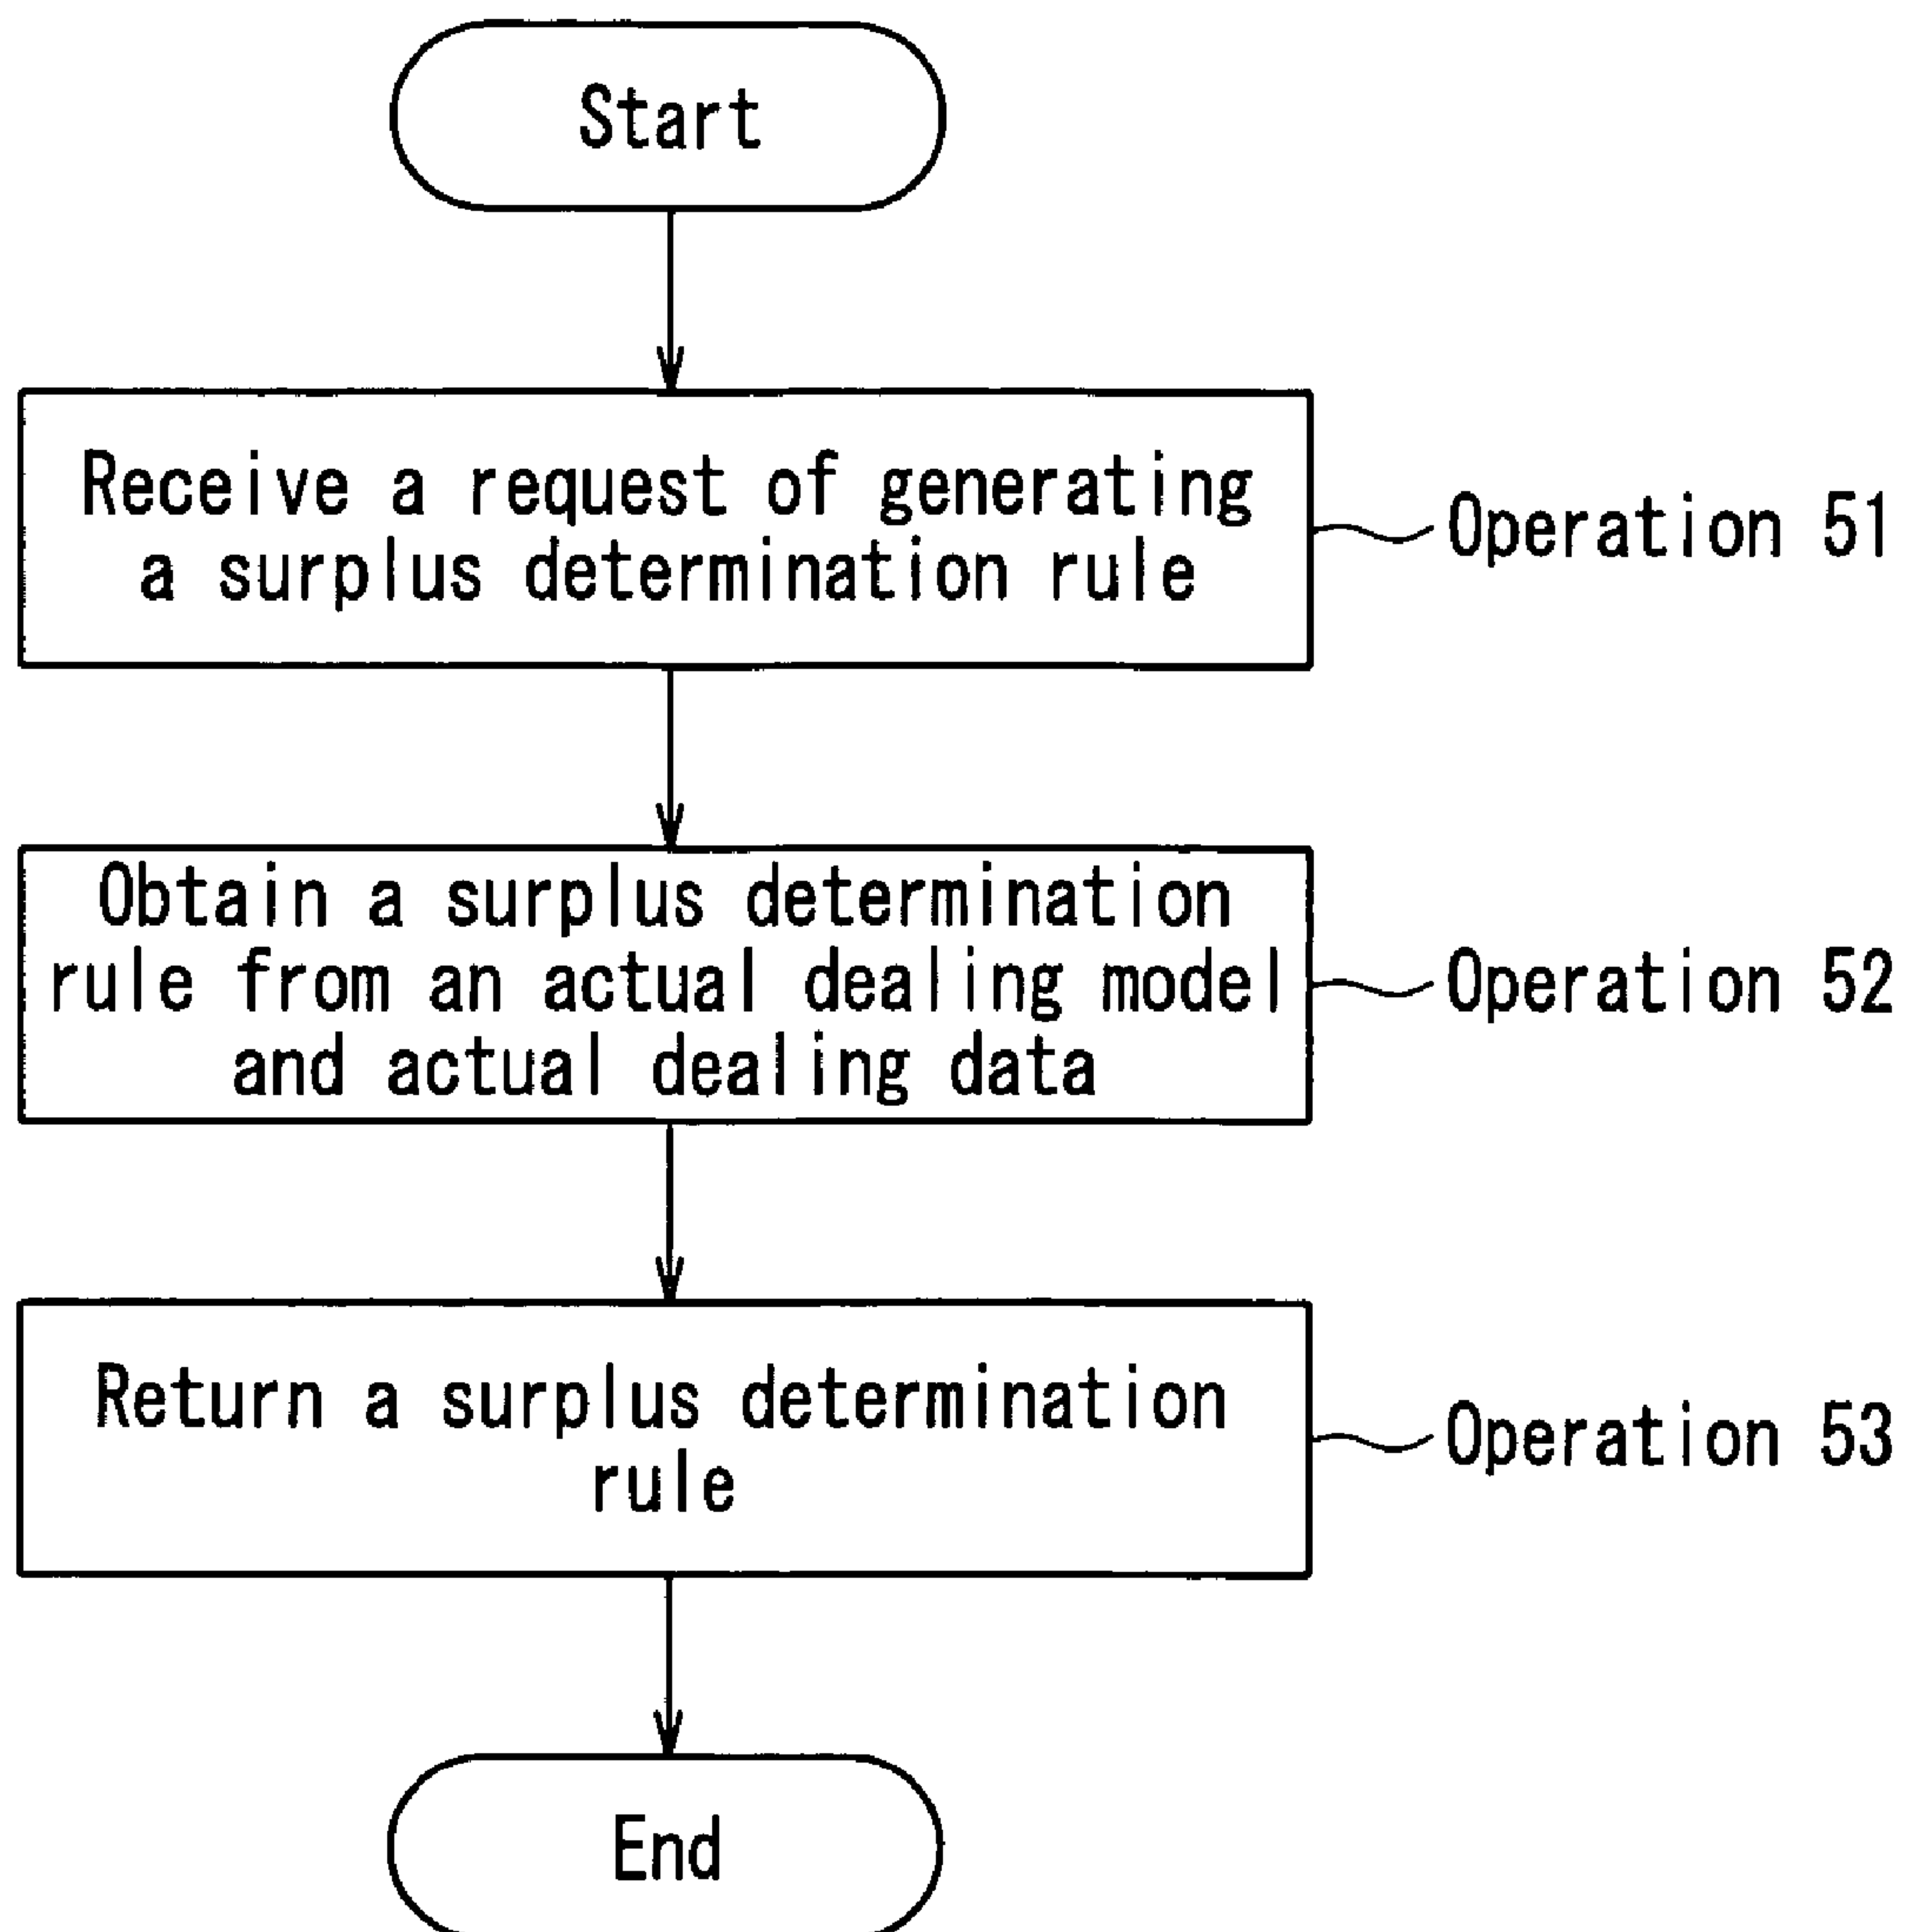 Start
Receive a request of generating
a surplus determination rule
Operation 51
Obtain a surplus determination
rule from an actual dealing model
and actual dealing data
Operation 52
Return a surplus determination
rule
Operation 53
End